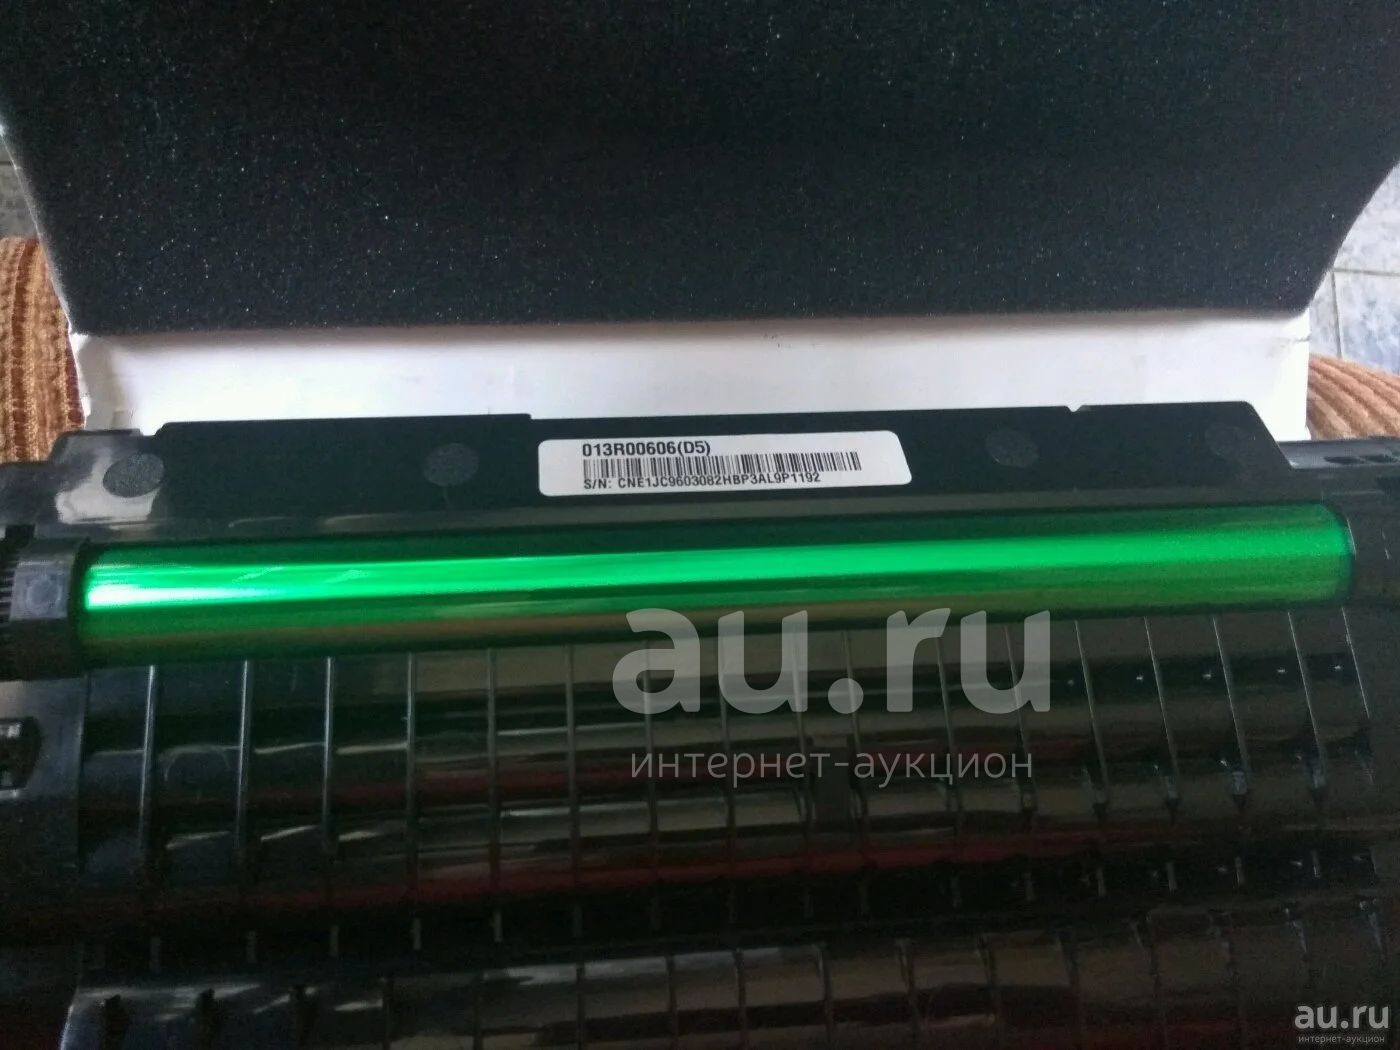 013R00606(D5)
S/N: CNE1JC9603082HBP3AL9P1192
au.ru
интернет-аукцион
au.ru
интернет-аукцион